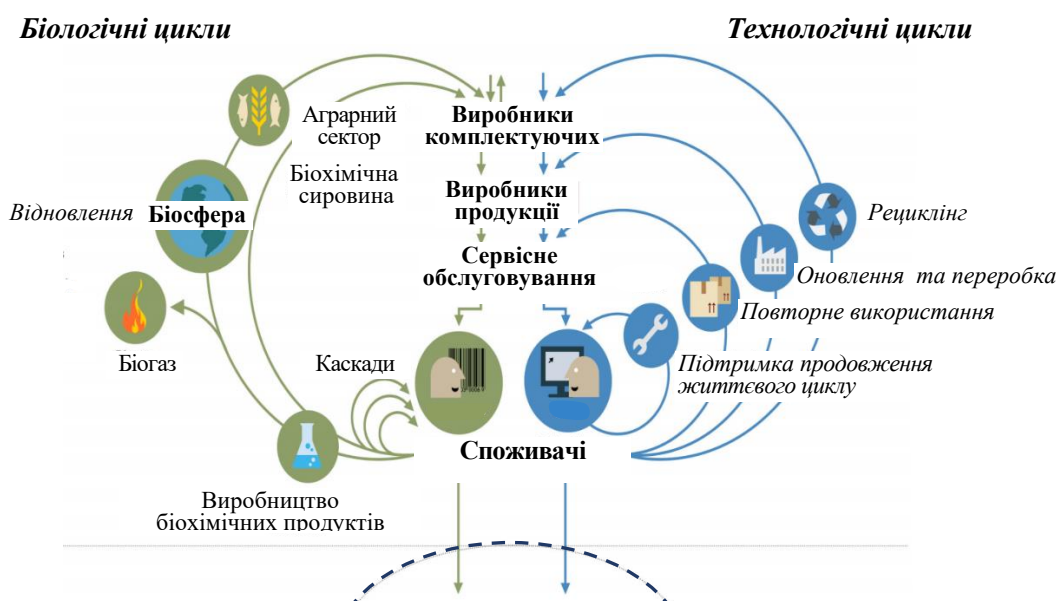 Біологічні цикли
Технологічні цикли
Аграрний
сектор
Виробники
комплектуючих
Біохімічна
сировина
Виробники
продукції
Відновлення
Біосфера
Рециклінг
Сервісне
обслуговування
Оновлення та переробка
Повторне використання
Біогаз
Каскади
Підтримка продовження
життєвого циклу
Споживачі
Виробництво
біохімічних продуктів